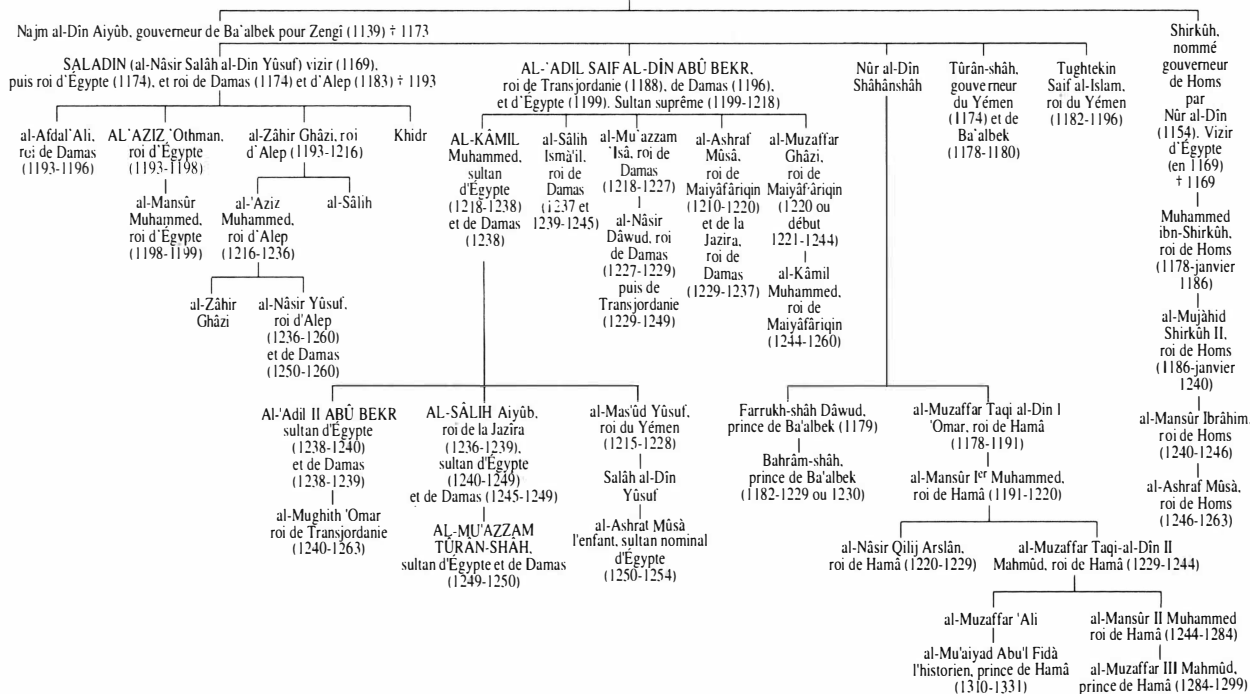 Najm al-Dîn Aiyûb, gouverneur de Ba'albek pour Zengî (1139) † 1173
Shirkûh,
nommé
gouverneur
de Homs
par
Nûr al-Dîn
(1154). Vizir
d'Égypte
(en 1169)
† 1169
SALADIN (al-Nâsir Salâh al-Din Yûsuf) vizir (1169),
puis roi d'Égypte (1174), et roi de Damas (1174) et d'Alep (1183) † 1193
AL-'ADIL SAIF AL-DÎN ABÛ BEKR,
roi de Transjordanie (1188), de Damas (1196),
et d'Égypte (1199). Sultan suprême (1199-1218)
Nûr al-Dîn
Shâhânshâh
Tûrân-shâh,
gouverneur
du Yémen
(1174) et de
Ba'albek
(1178-1180)
Tughtekin
Saif al-Islam,
roi du Yémen
(1182-1196)
al-Afdal 'Ali,
roi de Damas
(1193-1196)
AL'AZIZ 'Othman,
roi d'Égypte
(1193-1198)
al-Zâhir Ghâzi, roi
d'Alep (1193-1216)
Khidr
al-Mansûr
Muhammed,
roi d'Égypte
(1198-1199)
al-'Aziz
Muhammed,
roi d'Alep
(1216-1236)
al-Sâlih
al-Zâhir
Ghâzi
al-Nâsir Yûsuf,
roi d'Alep
(1236-1260)
et de Damas
(1250-1260)
AL-KÂMIL
Muhammed,
sultan
d'Égypte
(1218-1238)
et de Damas
(1238)
al-Sâlih
Ismà'il,
roi de
Damas
(1237 et
1239-1245)
al-Mu'azzam
'Isâ, roi de
Damas
(1218-1227)
al-Nâsir
Dâwud, roi
de Damas
(1227-1229)
puis de
Transjordanie
(1229-1249)
al-Ashraf
Mûsâ,
roi de
Maiyâfâriqin
(1210-1220)
et de la
Jazira,
roi de
Damas
(1229-1237)
al-Muzaffar
Ghâzi,
roi de
Maiyâfâriqin
(1220 ou
début
1221-1244)
al-Kâmil
Muhammed,
roi de
Maiyâfâriqin
(1244-1260)
Muhammed
ibn-Shirkûh,
roi de Homs
(1178-janvier
1186)
al-Mujàhid
Shirkûh II,
roi de Homs
(1186-janvier
1240)
al-Mansûr Ibrâhim,
roi de Homs
(1240-1246)
al-Ashraf Mûsà,
roi de Homs
(1246-1263)
Al-'Adil II ABÛ BEKR
sultan d'Égypte
(1238-1240)
et de Damas
(1238-1239)
al-Mughith 'Omar
roi de Transjordanie
(1240-1263)
AL-SÂLIH Aiyûb,
roi de la Jazîra
(1236-1239),
sultan d'Égypte
(1240-1249)
et de Damas (1245-1249)
AL-MU'AZZAM
TÛRÂN-SHÂH,
sultan d'Égypte et de Damas
(1249-1250)
al-Mas'ûd Yûsuf,
roi du Yémen
(1215-1228)
Salâh al-Dîn
Yûsuf
al-Ashrat Mûsà
l'enfant, sultan nominal
d'Égypte
(1250-1254)
Farrukh-shâh Dâwud,
prince de Ba'albek (1179)
Bahrâm-shâh,
prince de Ba'albek
(1182-1229 ou 1230)
al-Muzaffar Taqi al-Din I
'Omar, roi de Hamâ
(1178-1191)
al-Mansûr Ier Muhammed,
roi de Hamâ (1191-1220)
al-Nâsir Qilij Arslân,
roi de Hamâ (1220-1229)
al-Muzaffar Taqi-al-Dîn II
Mahmûd, roi de Hamâ (1229-1244)
al-Muzaffar 'Ali
al-Mansûr II Muhammed
roi de Hamâ (1244-1284)
al-Mu'aiyad Abu'l Fidà
l'historien, prince de Hamâ
(1310-1331)
al-Muzaffar III Mahmûd,
prince de Hamâ (1284-1299)